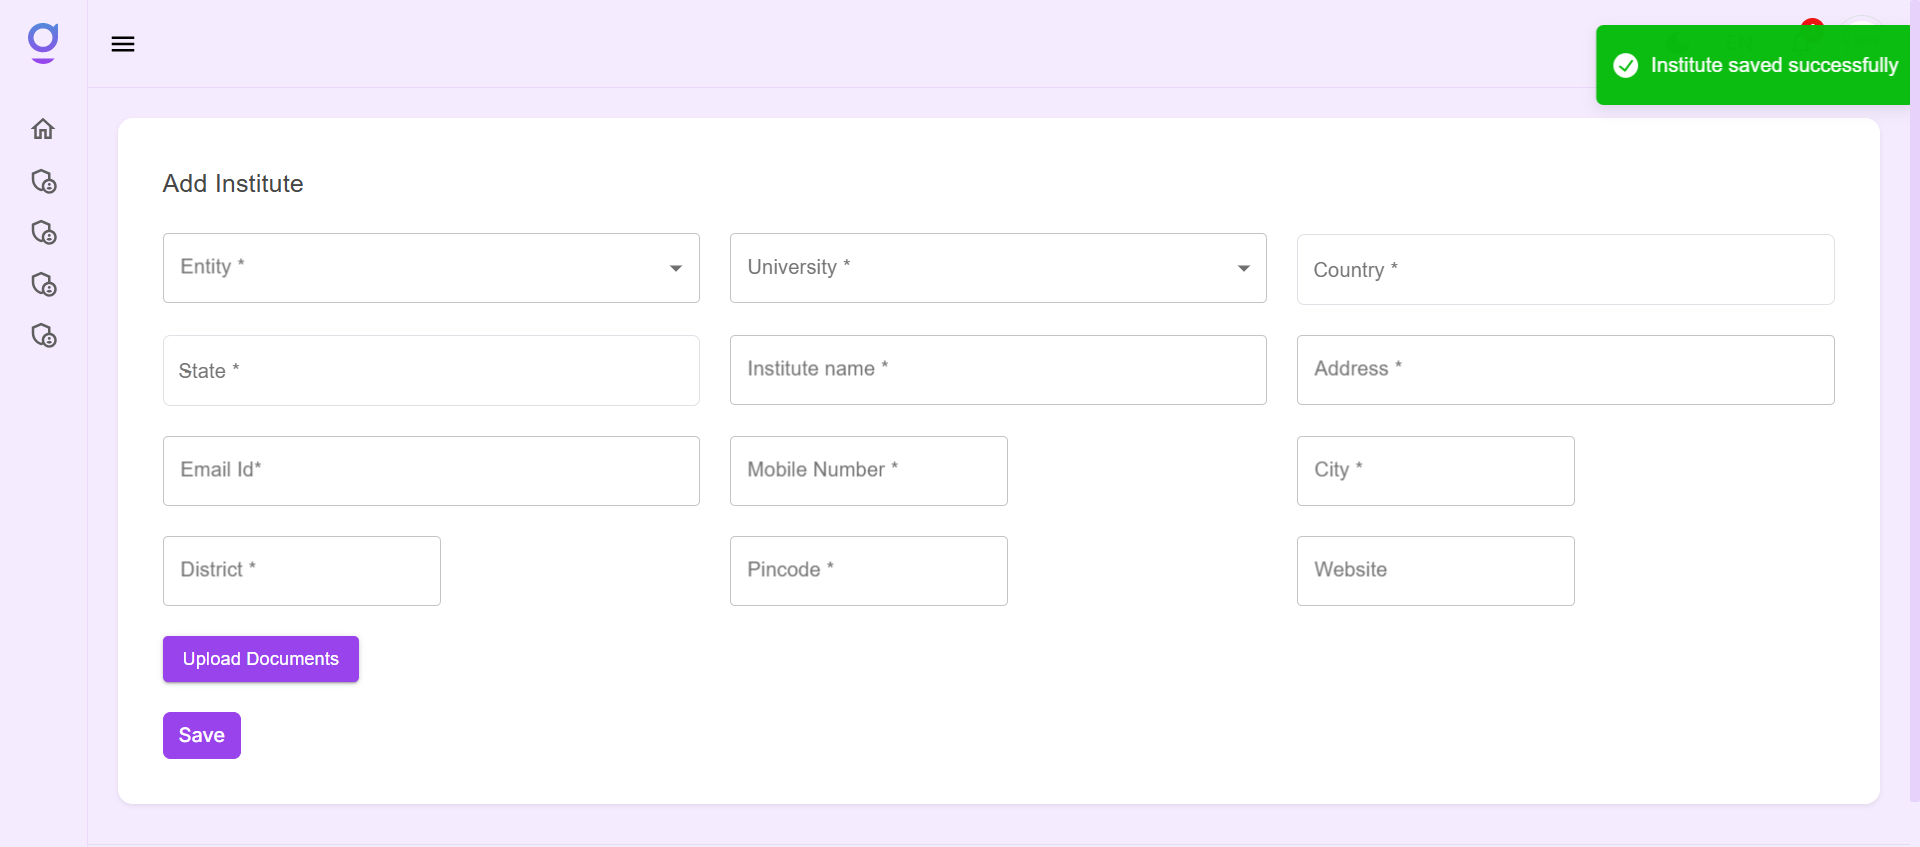 Institute saved successfully
Add Institute
Entity *
University *
Country *
State *
Institute name *
Address *
Email Id*
Mobile Number *
City *
District *
Pincode *
Website
Upload Documents
Save